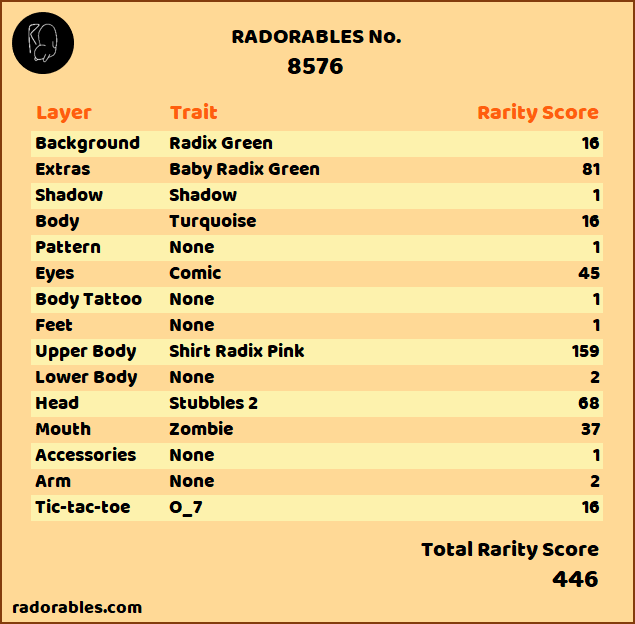 RADORABLES No.
8576
Layer Trait Rarity Score
Background Radix Green 16
Extras Baby Radix Green 81
Shadow Shadow 1
Body Turquoise 16
Pattern None 1
Eyes Comic 45
Body Tattoo None 1
Feet None 1
Upper Body Shirt Radix Pink 159
Lower Body None 2
Head Stubbles 2 68
Mouth Zombie 37
Accessories None 1
Arm None 2
Tic-tac-toe O_7 16
Total Rarity Score
446
radorables.com